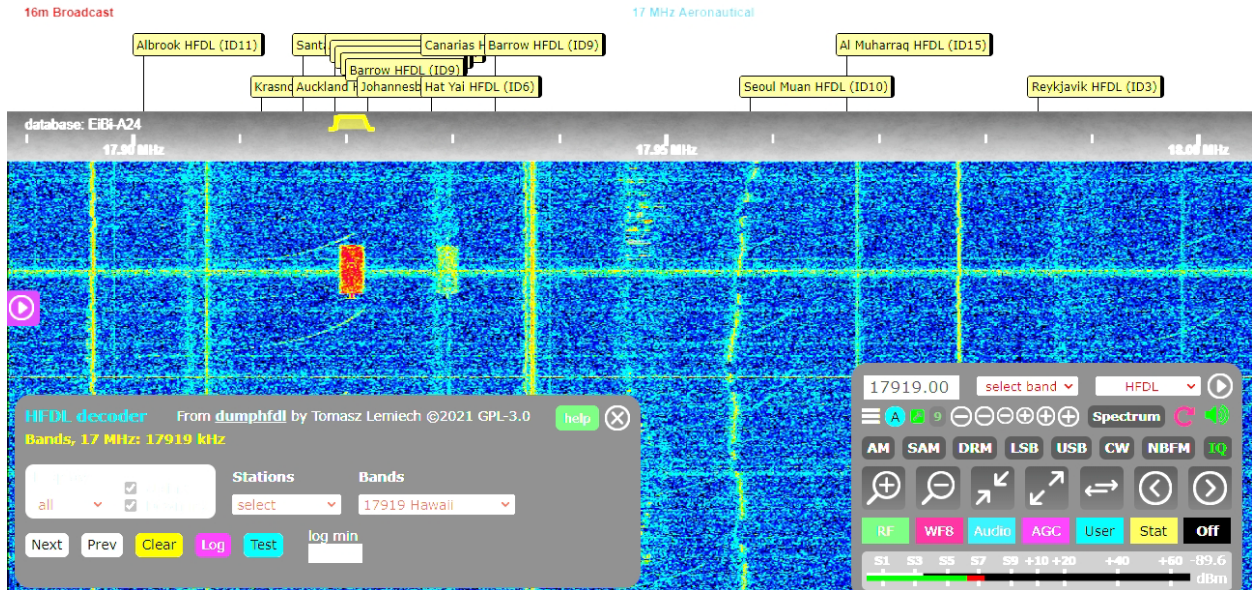 16m Broadcast
17 MHz Aeronautical
Albrook HFDL (ID11)
Canarias H
Barrow HFDL (ID9)
Al Muharraq HFDL (ID15)
Barrow HFDL (ID9)
Auckland
Hat Yai HFDL (ID6)
Seoul Muan HFDL (ID10)
Reykjavik HFDL (ID3)
database: EiBi-A24
17.90 MHz
17.95 MHz
18.00 MHz
HFDL decoder From dumphfdl by Tomasz Lemiech ©2021 GPL-3.0 help
Bands, 17 MHz: 17919 kHz
Stations Bands
all select 17919 Hawaii
Next Prev Clear Log Test log min
17919.00 select band HFDL
A 9 Spectrum
AM SAM DRM LSB USB CW NBFM IQ
RF WF8 Audio AGC User Stat Off
S1 S3 S5 S7 S9 +10 +20 +40 +60 -89.6
dBm